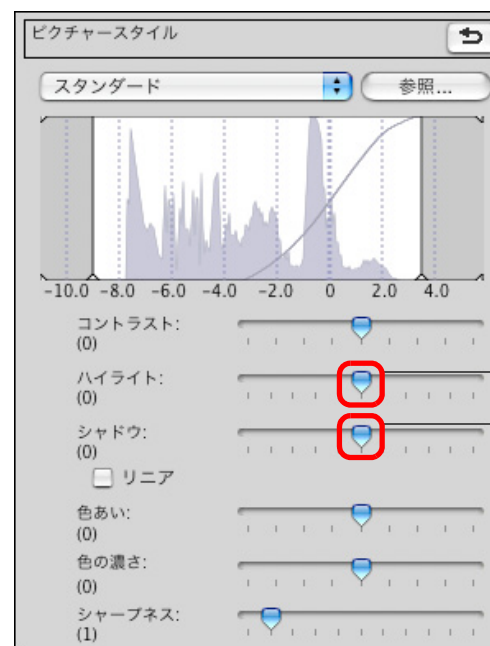 ピクチャースタイル
スタンダード 参照...
-10.0 -8.0 -6.0 -4.0 -2.0 0 2.0 4.0
コントラスト:
(0)
ハイライト:
(0)
シャドウ:
(0)
リニア
色あい:
(0)
色の濃さ:
(0)
シャープネス:
(1)